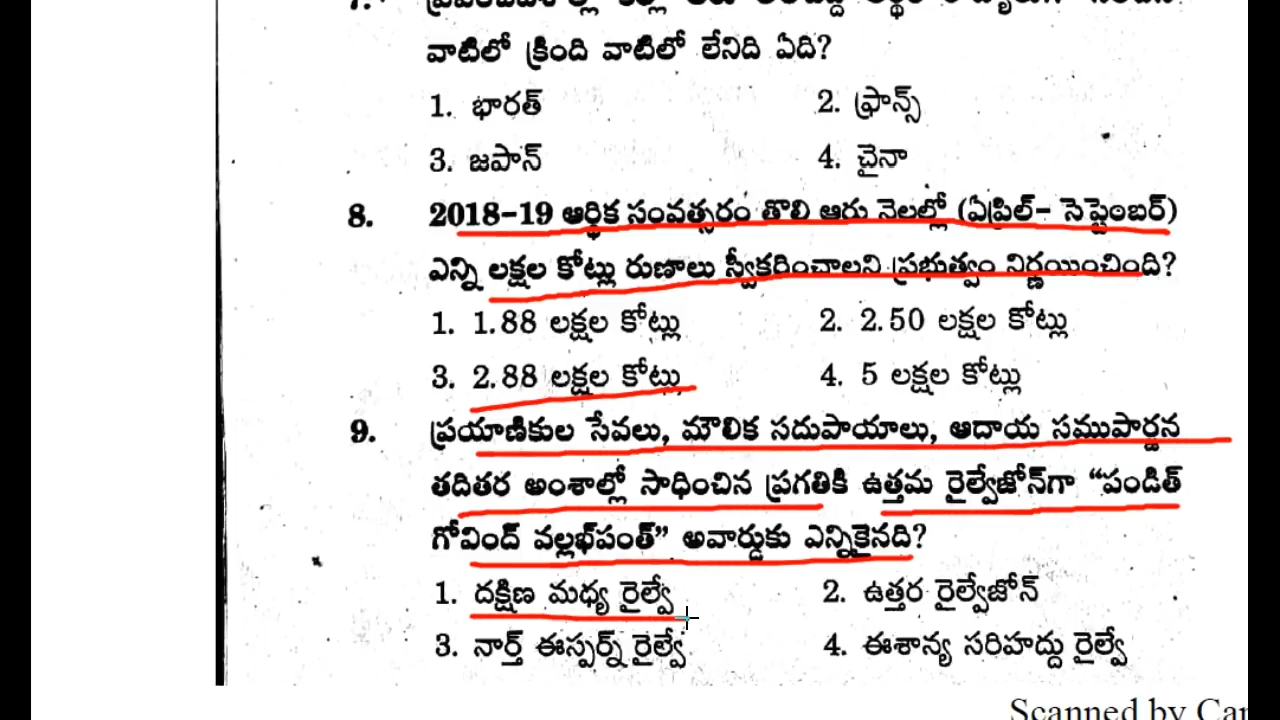 వాటిలో క్రింది వాటిలో లేనిది ఏది?
1. భారత్ 2. ఫ్రాన్స్
3. జపాన్ 4. చైనా
8. 2018-19 ఆర్థిక సంవత్సరం తొలి ఆరు నెలల్లో (ఏప్రిల్- సెప్టెంబర్)
ఎన్ని లక్షల కోట్లు రుణాలు స్వీకరించాలని ప్రభుత్వం నిర్ణయించింది?
1. 1.88 లక్షల కోట్లు 2. 2.50 లక్షల కోట్లు
3. 2.88 లక్షల కోట్లు 4. 5 లక్షల కోట్లు
9. ప్రయాణికుల సేవలు, మౌలిక సదుపాయాలు, ఆదాయ సముపార్జన
తదితర అంశాల్లో సాధించిన ప్రగతికి ఉత్తమ రైల్వేజోన్‌గా "పండిత్
గోవింద్ వల్లభ్‌పంత్" అవార్డుకు ఎన్నికైనది?
1. దక్షిణ మధ్య రైల్వే 2. ఉత్తర రైల్వేజోన్
3. నార్త్ ఈస్టర్న్ రైల్వే 4. ఈశాన్య సరిహద్దు రైల్వే
Scanned by